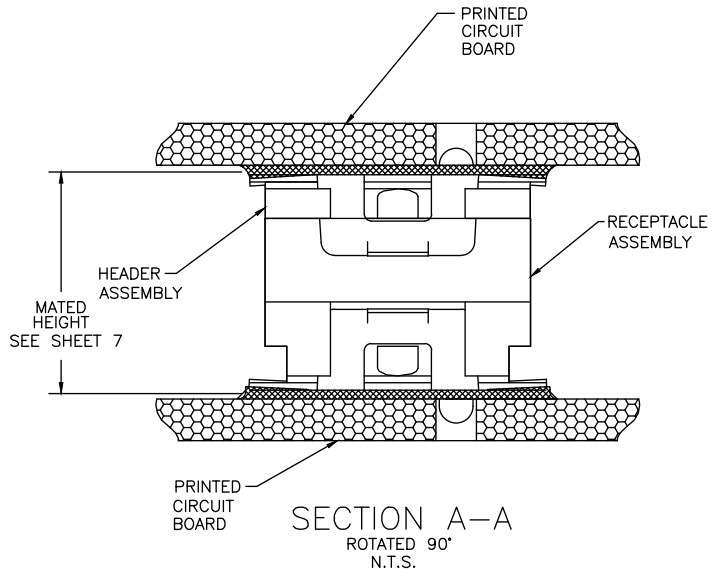 PRINTED
CIRCUIT
BOARD
RECEPTACLE
ASSEMBLY
HEADER
ASSEMBLY
MATED
HEIGHT
SEE SHEET 7
PRINTED
CIRCUIT
BOARD
SECTION A-A
ROTATED 90°
N.T.S.